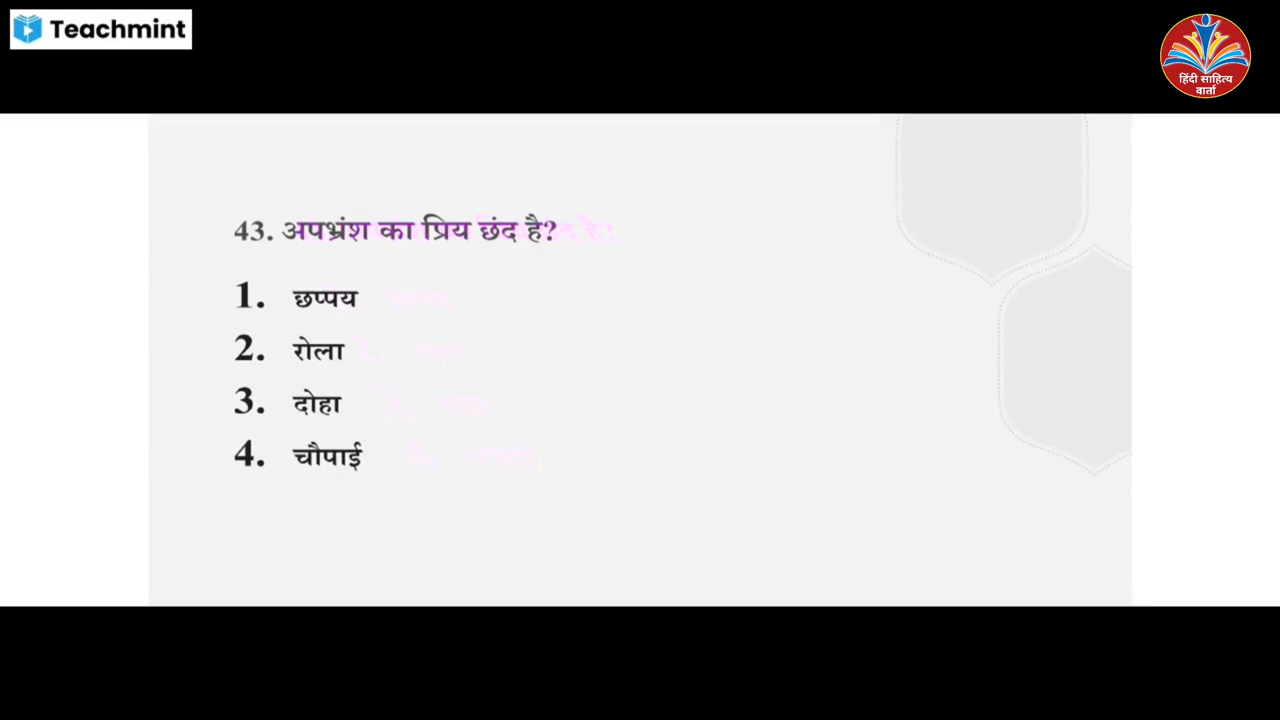 Teachmint
हिंदी साहित्य
वार्ता
43. अपभ्रंश का प्रिय छंद है?
1. छप्पय
2. रोला
3. दोहा
4. चौपाई